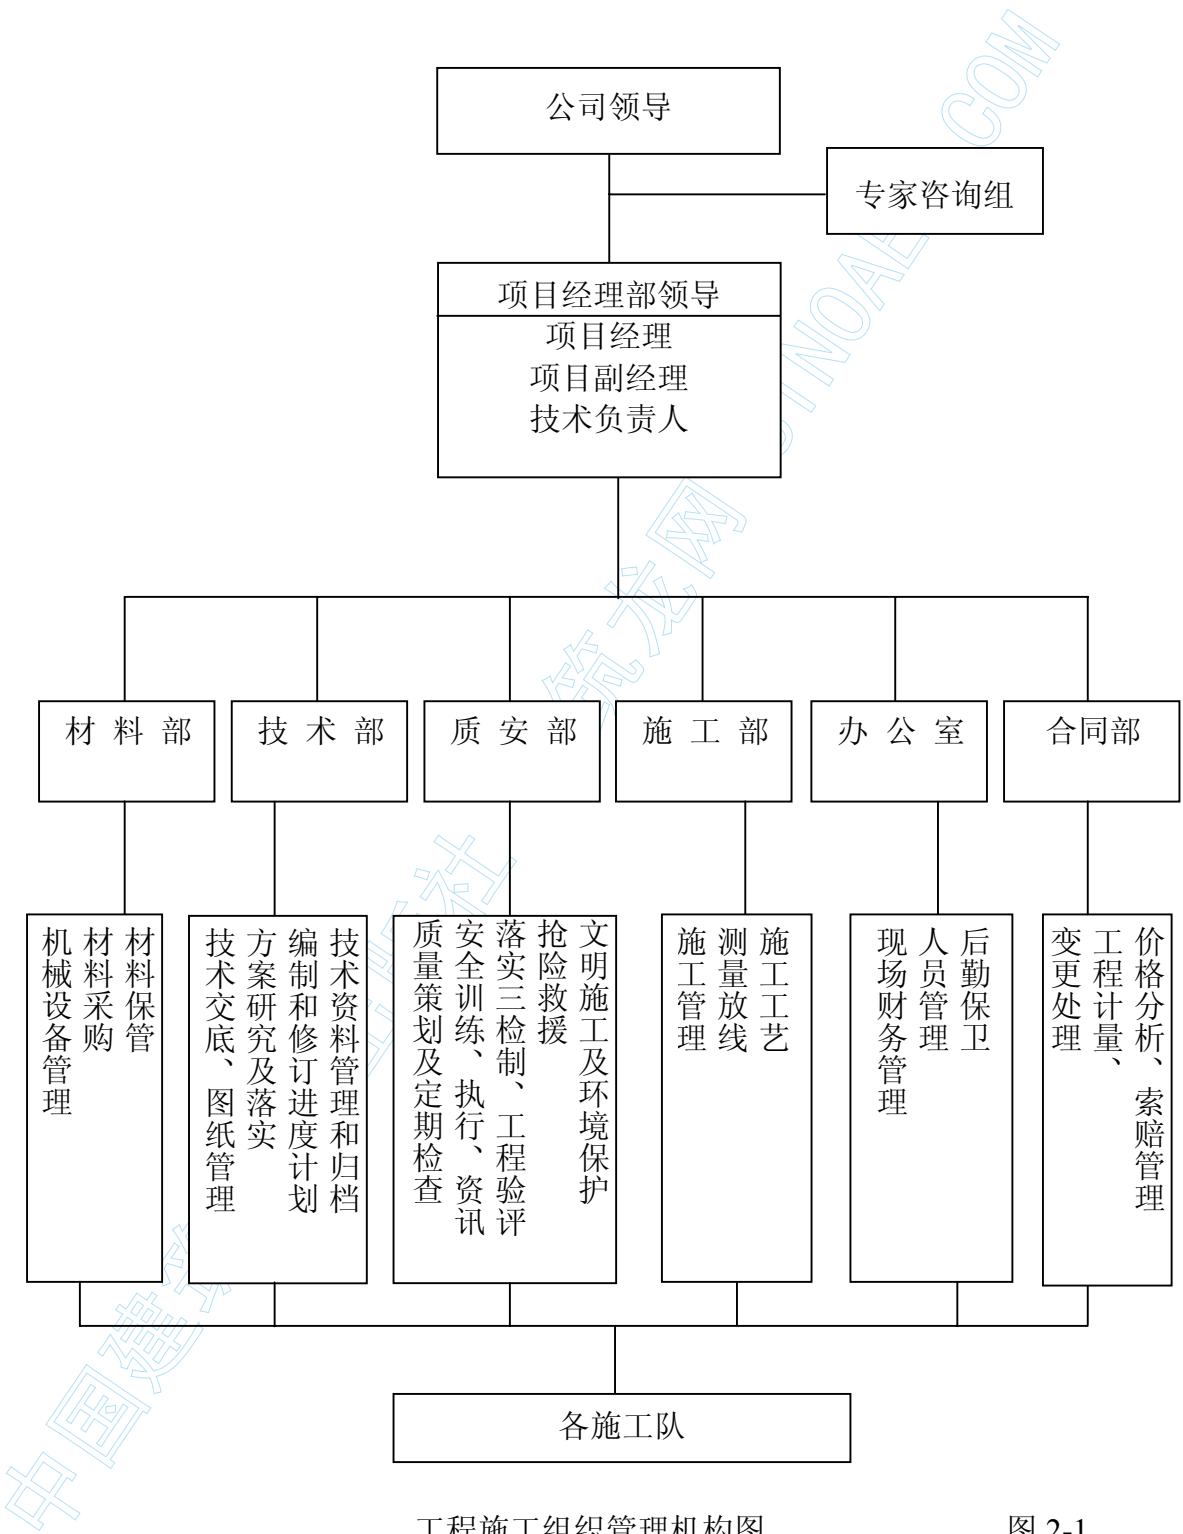 公司领导
专家咨询组
项目经理部领导
项目经理
项目副经理
技术负责人
材 料 部
技 术 部
质 安 部
施 工 部
办 公 室
合同部
机械设备管理
材料采购
材料保管
技术交底、图纸管理
方案研究及落实
编制和修订进度计划
技术资料管理和归档
质量策划及定期检查
安全训练、执行、资讯
落实三检制、工程验评
抢险救援
文明施工及环境保护
施工管理
测量放线
施工工艺
现场财务管理
人员管理
后勤保卫
变更处理
工程计量、
价格分析、索赔管理
各施工队
工程施工组织管理机构图
图 2-1